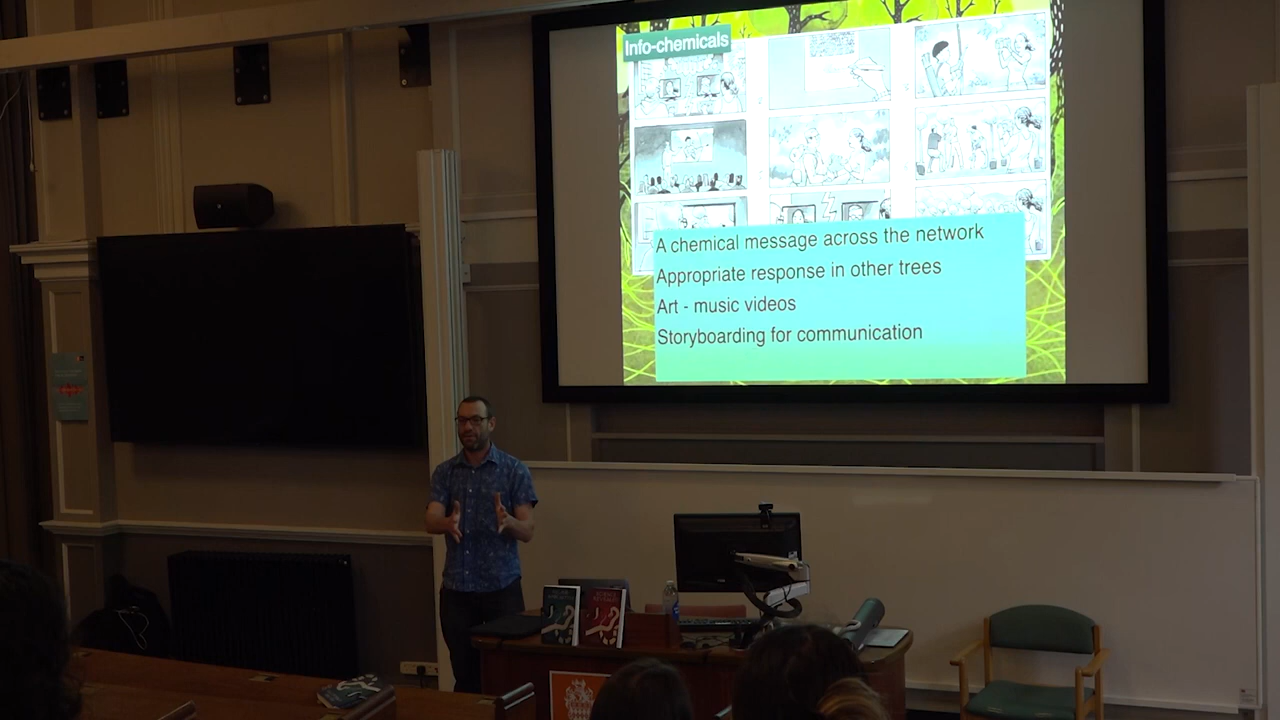 Info-chemicals
A chemical message across the network
Appropriate response in other trees
Art - music videos
Storyboarding for communication